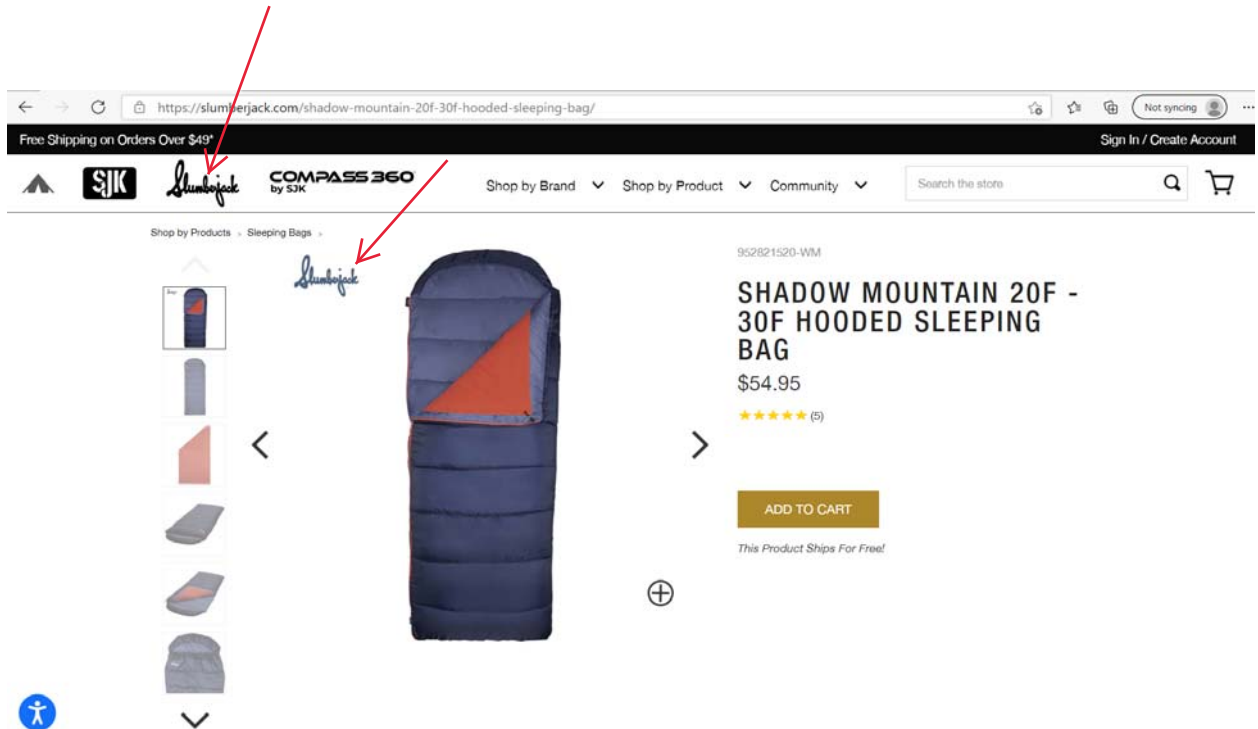 https://slumberjack.com/shadow-mountain-20f-30f-hooded-sleeping-bag/
Not syncing
Free Shipping on Orders Over $49*
Sign In / Create Account
SJK
Slumberjack
COMPASS 360
by SJK
Shop by Brand
Shop by Product
Community
Search the store
Shop by Products
Sleeping Bags
Slumberjack
952821520-WM
SHADOW MOUNTAIN 20F -
30F HOODED SLEEPING
BAG
$54.95
(5)
ADD TO CART
This Product Ships For Free!